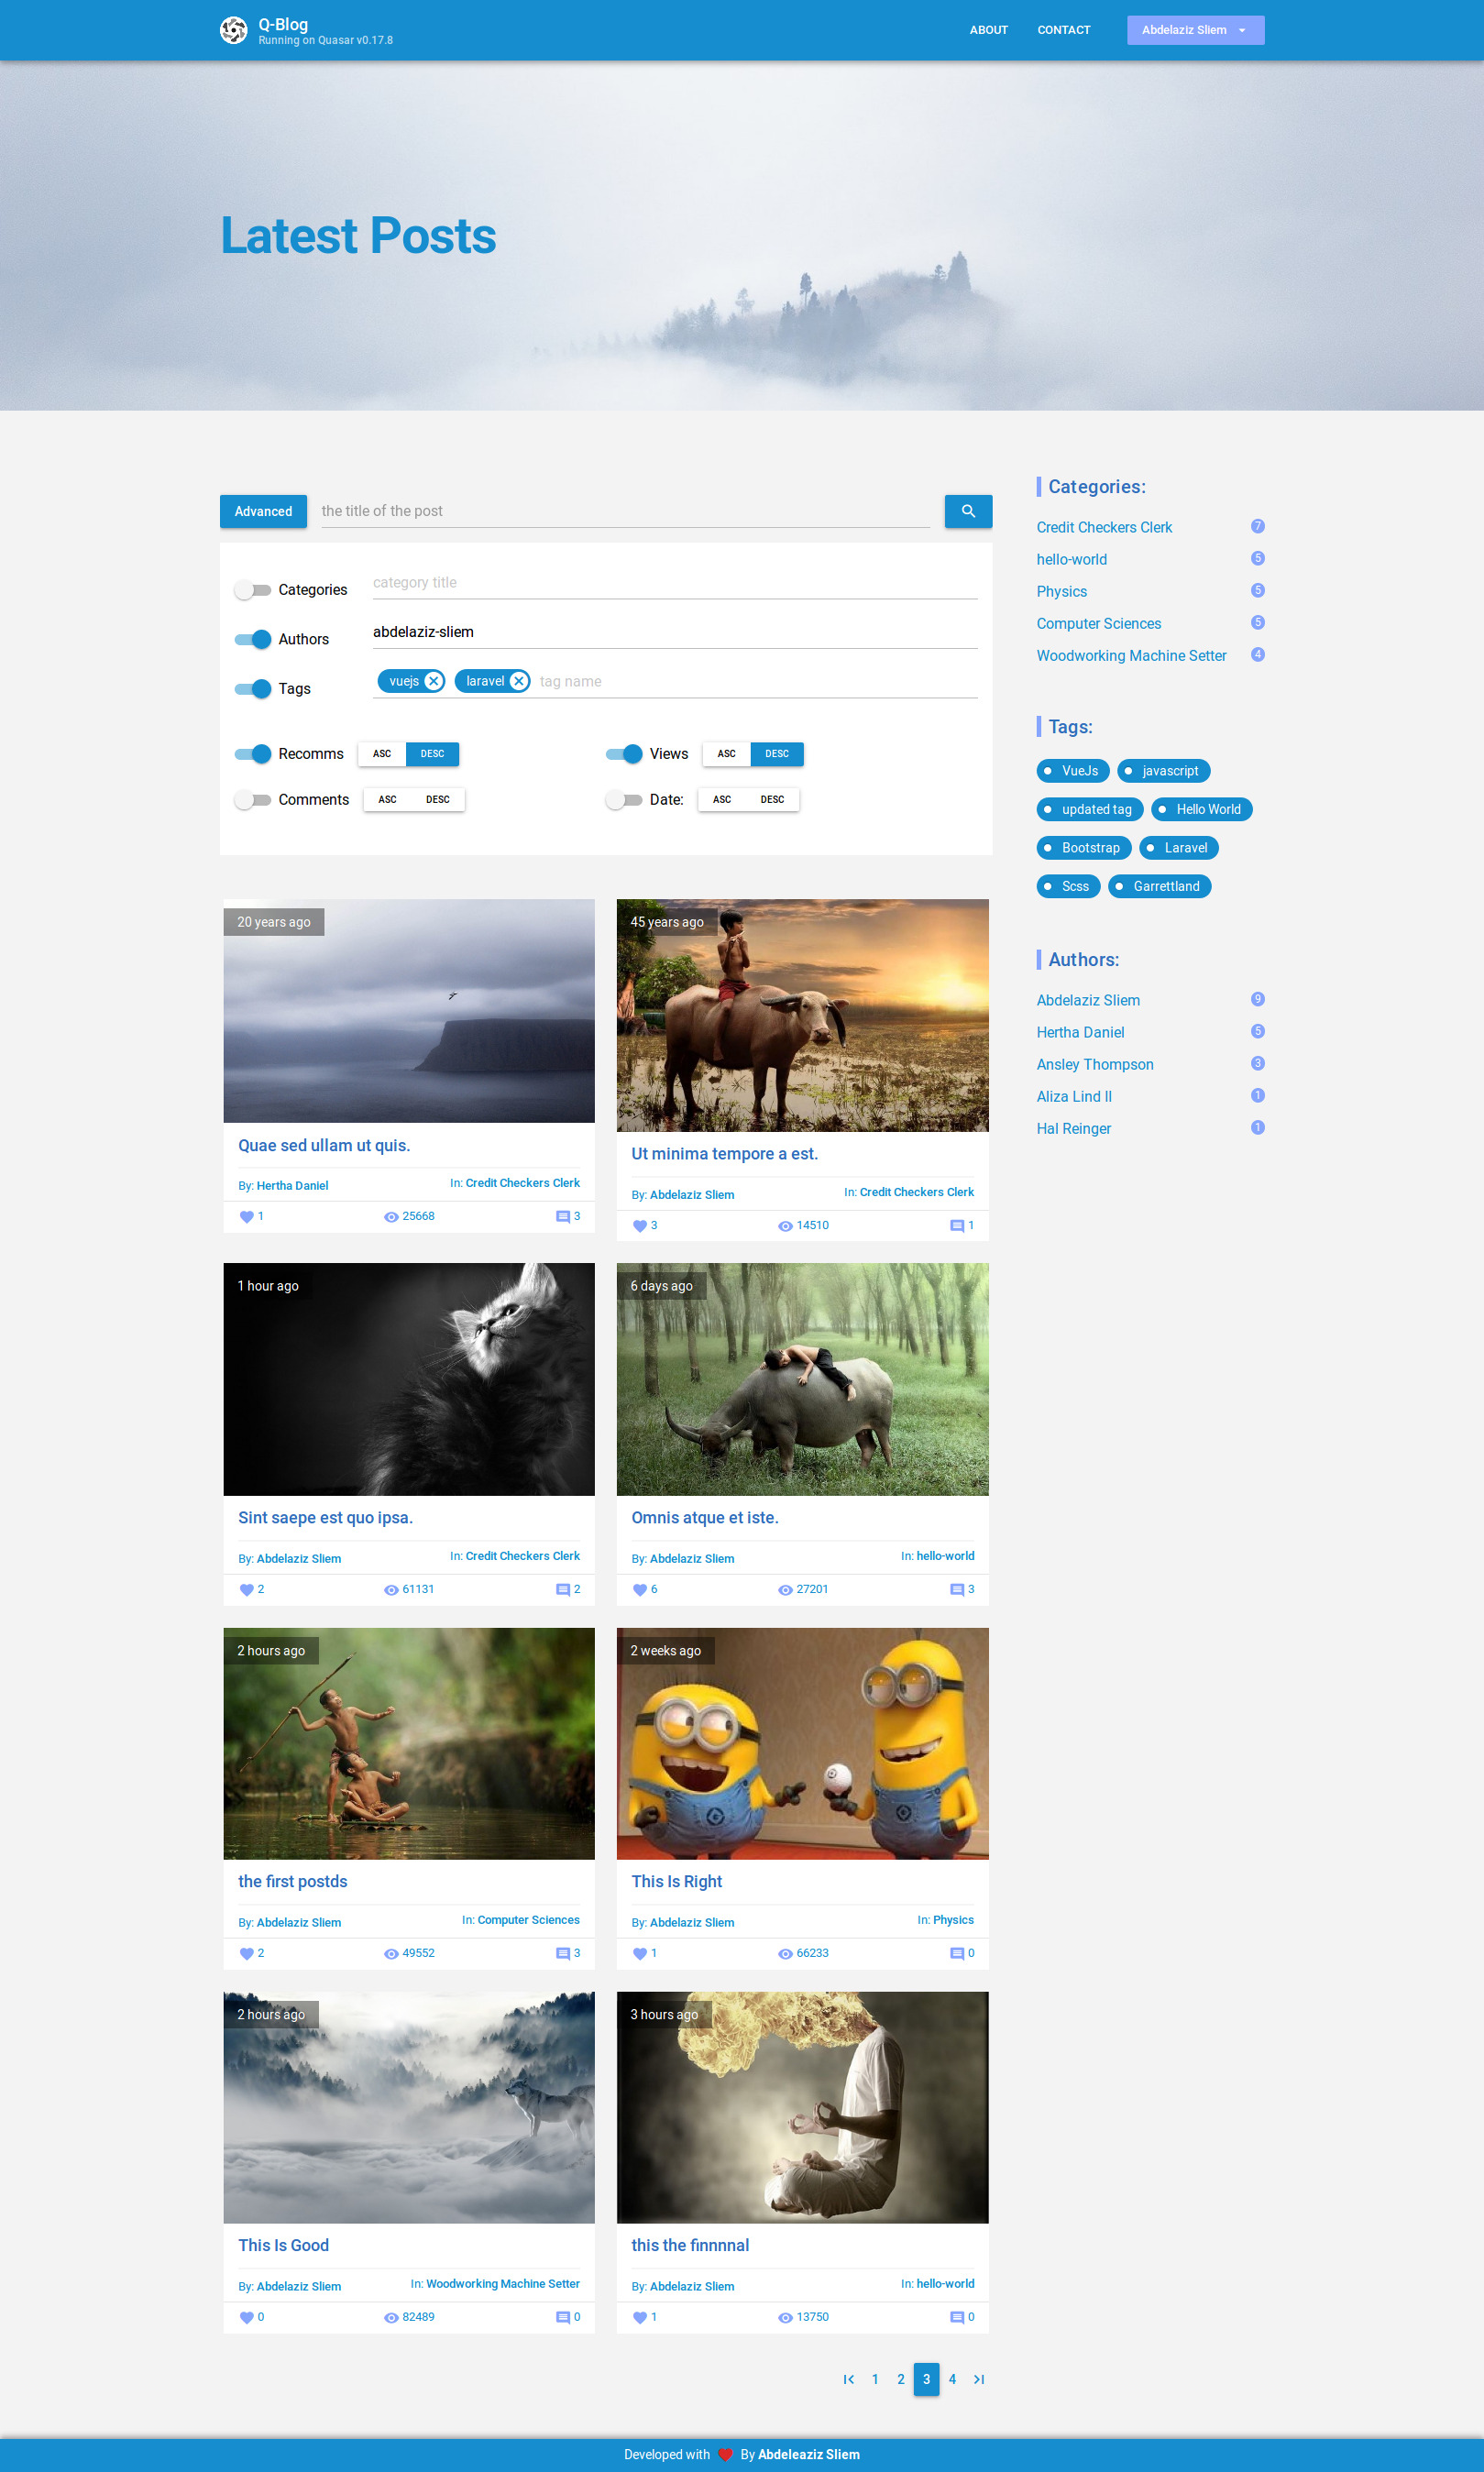 Q-Blog
Running on Quasar v0.17.8
ABOUT
CONTACT
Abdelaziz Sliem
Latest Posts
Advanced
the title of the post
Categories
category title
Authors
abdelaziz-sliem
Tags
vuejs
laravel
tag name
Recomms
ASC
DESC
Views
ASC
DESC
Comments
ASC
DESC
Date:
ASC
DESC
20 years ago
Quae sed ullam ut quis.
By: Hertha Daniel
In: Credit Checkers Clerk
1
25668
3
45 years ago
Ut minima tempore a est.
By: Abdelaziz Sliem
In: Credit Checkers Clerk
3
14510
1
1 hour ago
Sint saepe est quo ipsa.
By: Abdelaziz Sliem
In: Credit Checkers Clerk
2
61131
2
6 days ago
Omnis atque et iste.
By: Abdelaziz Sliem
In: hello-world
6
27201
3
2 hours ago
the first postds
By: Abdelaziz Sliem
In: Computer Sciences
2
49552
3
2 weeks ago
This Is Right
By: Abdelaziz Sliem
In: Physics
1
66233
0
2 hours ago
This Is Good
By: Abdelaziz Sliem
In: Woodworking Machine Setter
0
82489
0
3 hours ago
this the finnnnal
By: Abdelaziz Sliem
In: hello-world
1
13750
0
1
2
3
4
Categories:
Credit Checkers Clerk
7
hello-world
5
Physics
5
Computer Sciences
5
Woodworking Machine Setter
4
Tags:
VueJs
javascript
updated tag
Hello World
Bootstrap
Laravel
Scss
Garrettland
Authors:
Abdelaziz Sliem
9
Hertha Daniel
5
Ansley Thompson
3
Aliza Lind II
1
Hal Reinger
1
Developed with By Abdeleaziz Sliem